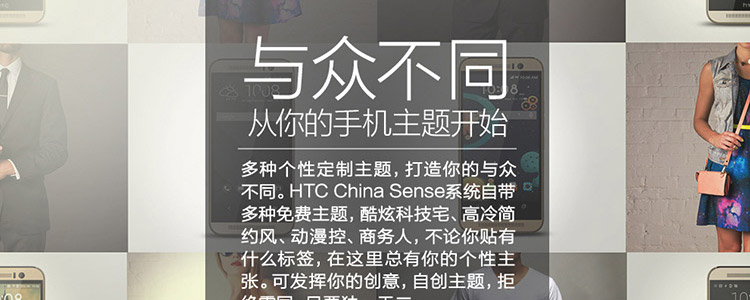 与众不同
从你的手机主题开始
多种个性定制主题，打造你的与众
不同。HTC China Sense系统自带
多种免费主题，酷炫科技宅、高冷简
约风、动漫控、商务人，不论你贴有
什么标签，在这里总有你的个性主
张。可发挥你的创意，自创主题，拒